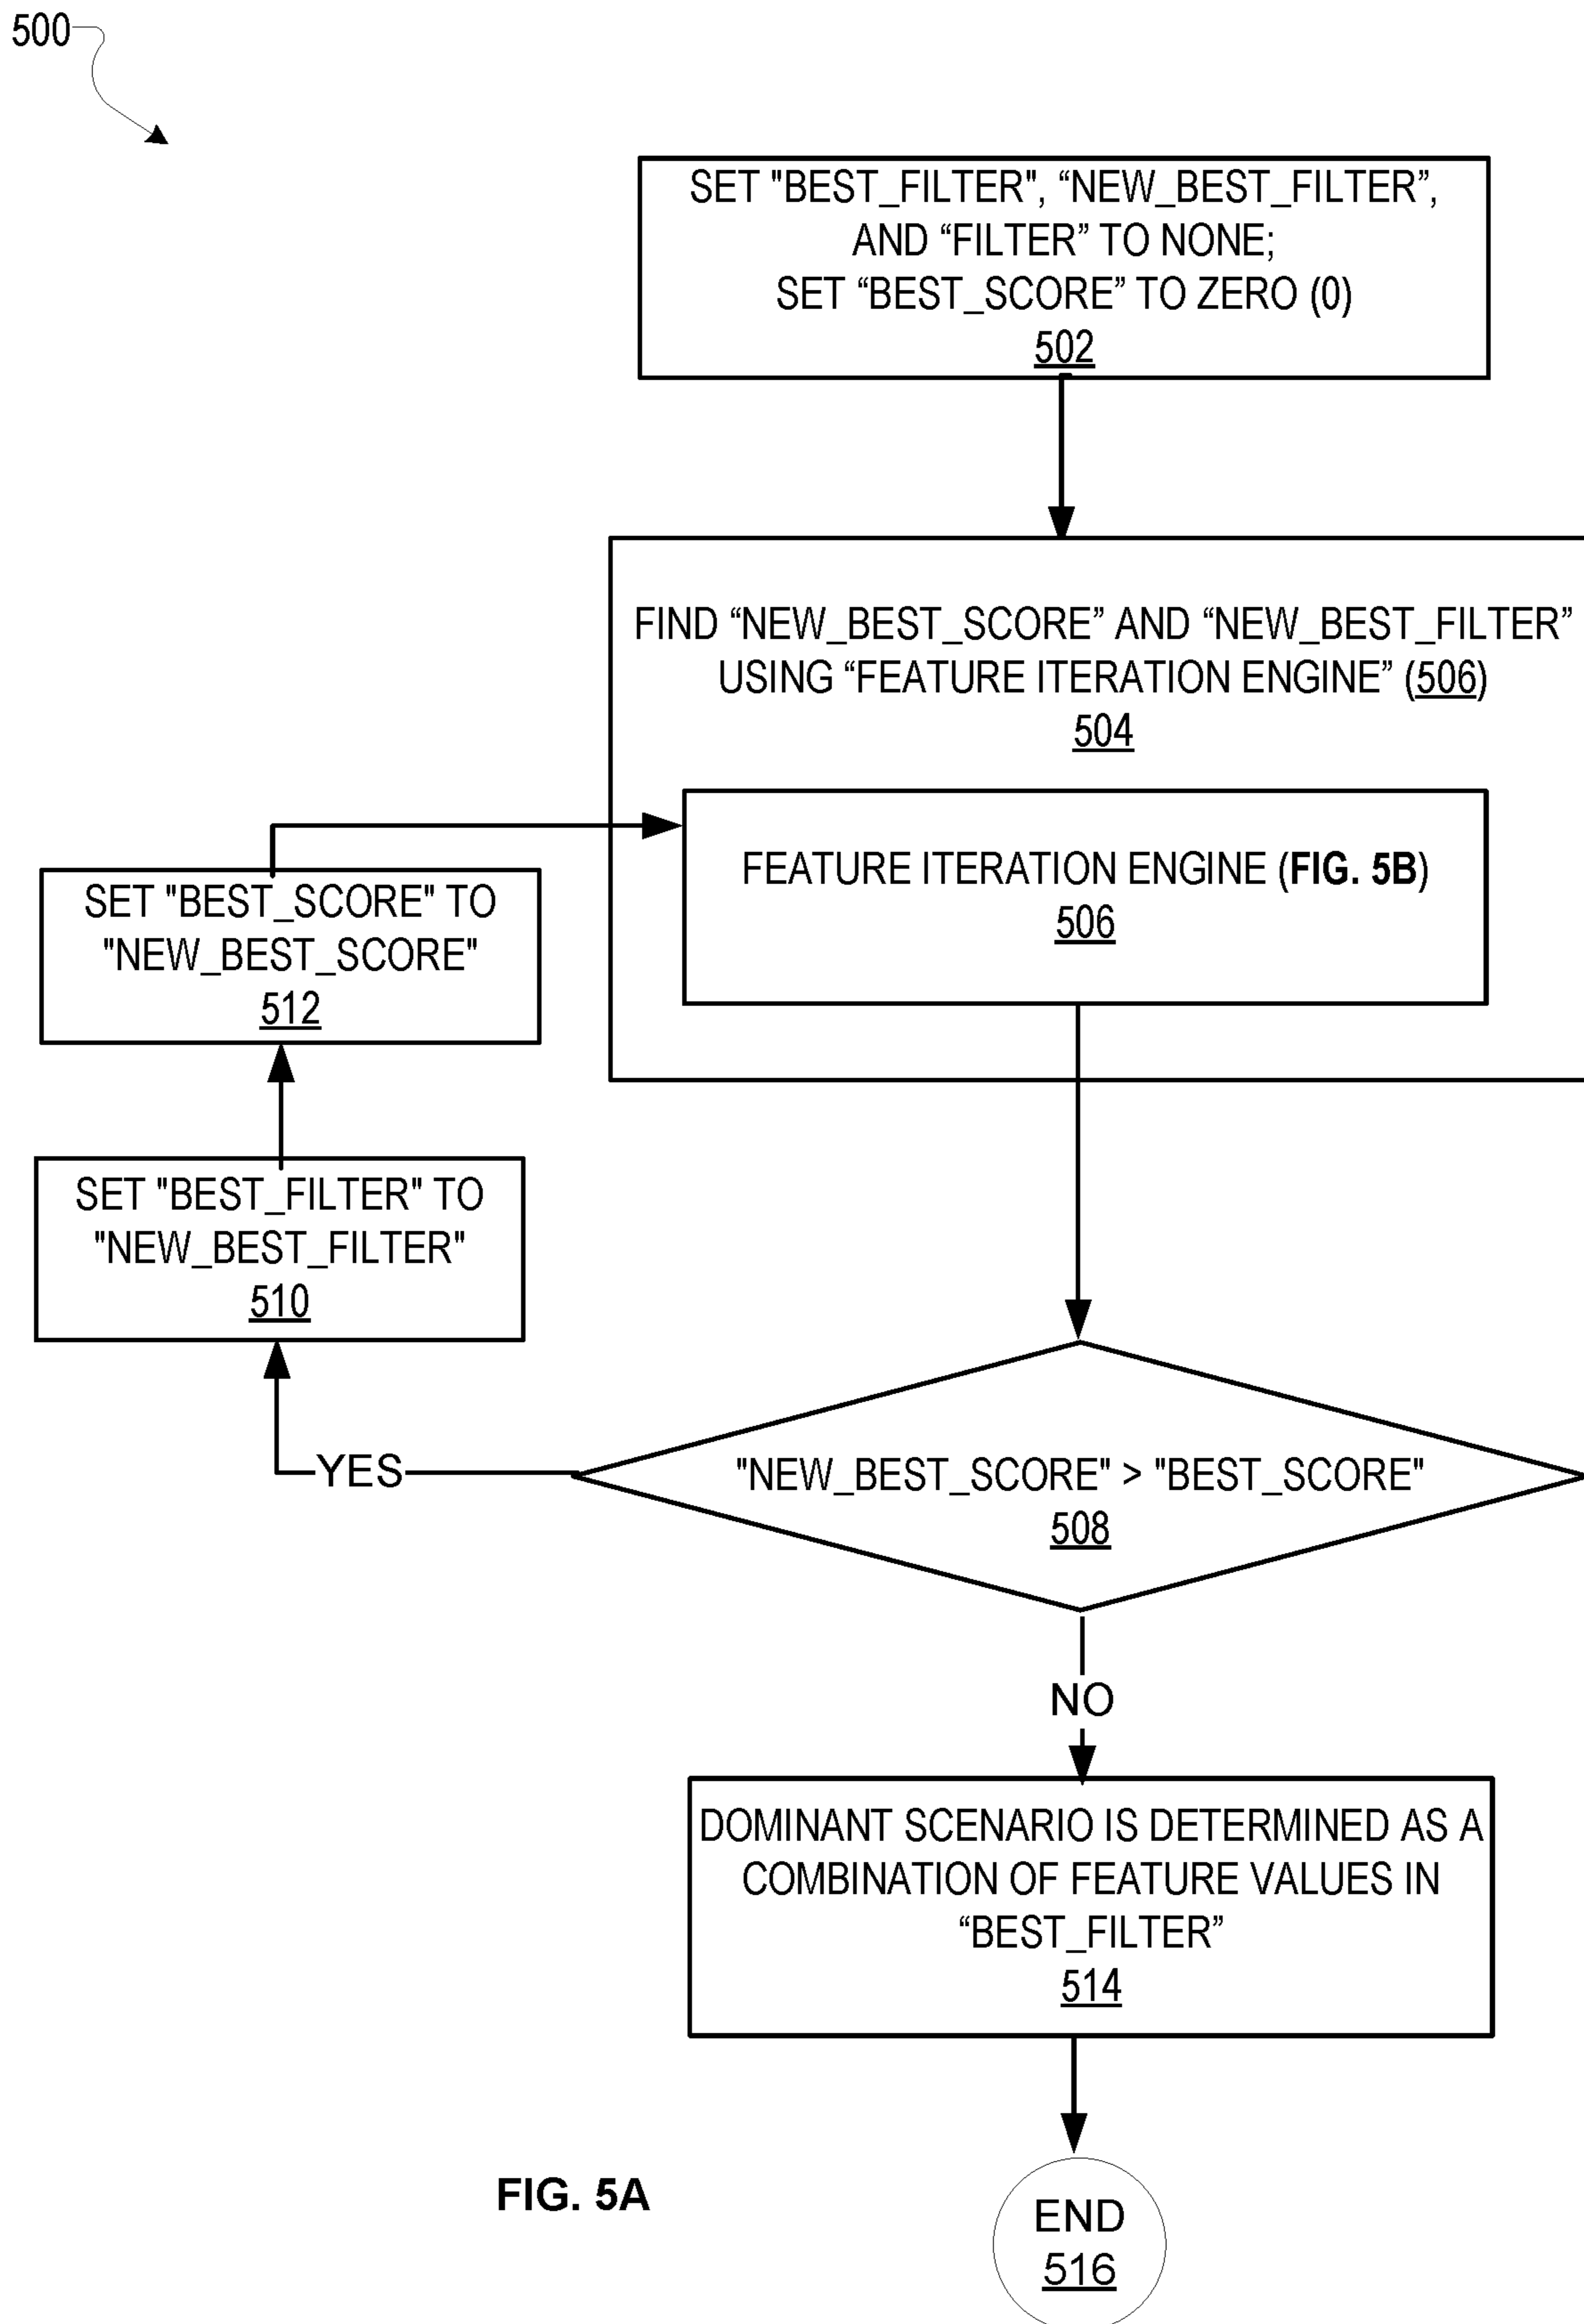 500
SET "BEST_FILTER", “NEW_BEST_FILTER”,
AND “FILTER” TO NONE;
SET “BEST_SCORE” TO ZERO (0)
502
FIND “NEW_BEST_SCORE” AND “NEW_BEST_FILTER”
USING “FEATURE ITERATION ENGINE” (506)
504
FEATURE ITERATION ENGINE (FIG. 5B)
506
SET "BEST_SCORE" TO
"NEW_BEST_SCORE"
512
SET "BEST_FILTER" TO
"NEW_BEST_FILTER"
510
YES
"NEW_BEST_SCORE" > "BEST_SCORE"
508
NO
DOMINANT SCENARIO IS DETERMINED AS A
COMBINATION OF FEATURE VALUES IN
“BEST_FILTER”
514
FIG. 5A
END
516